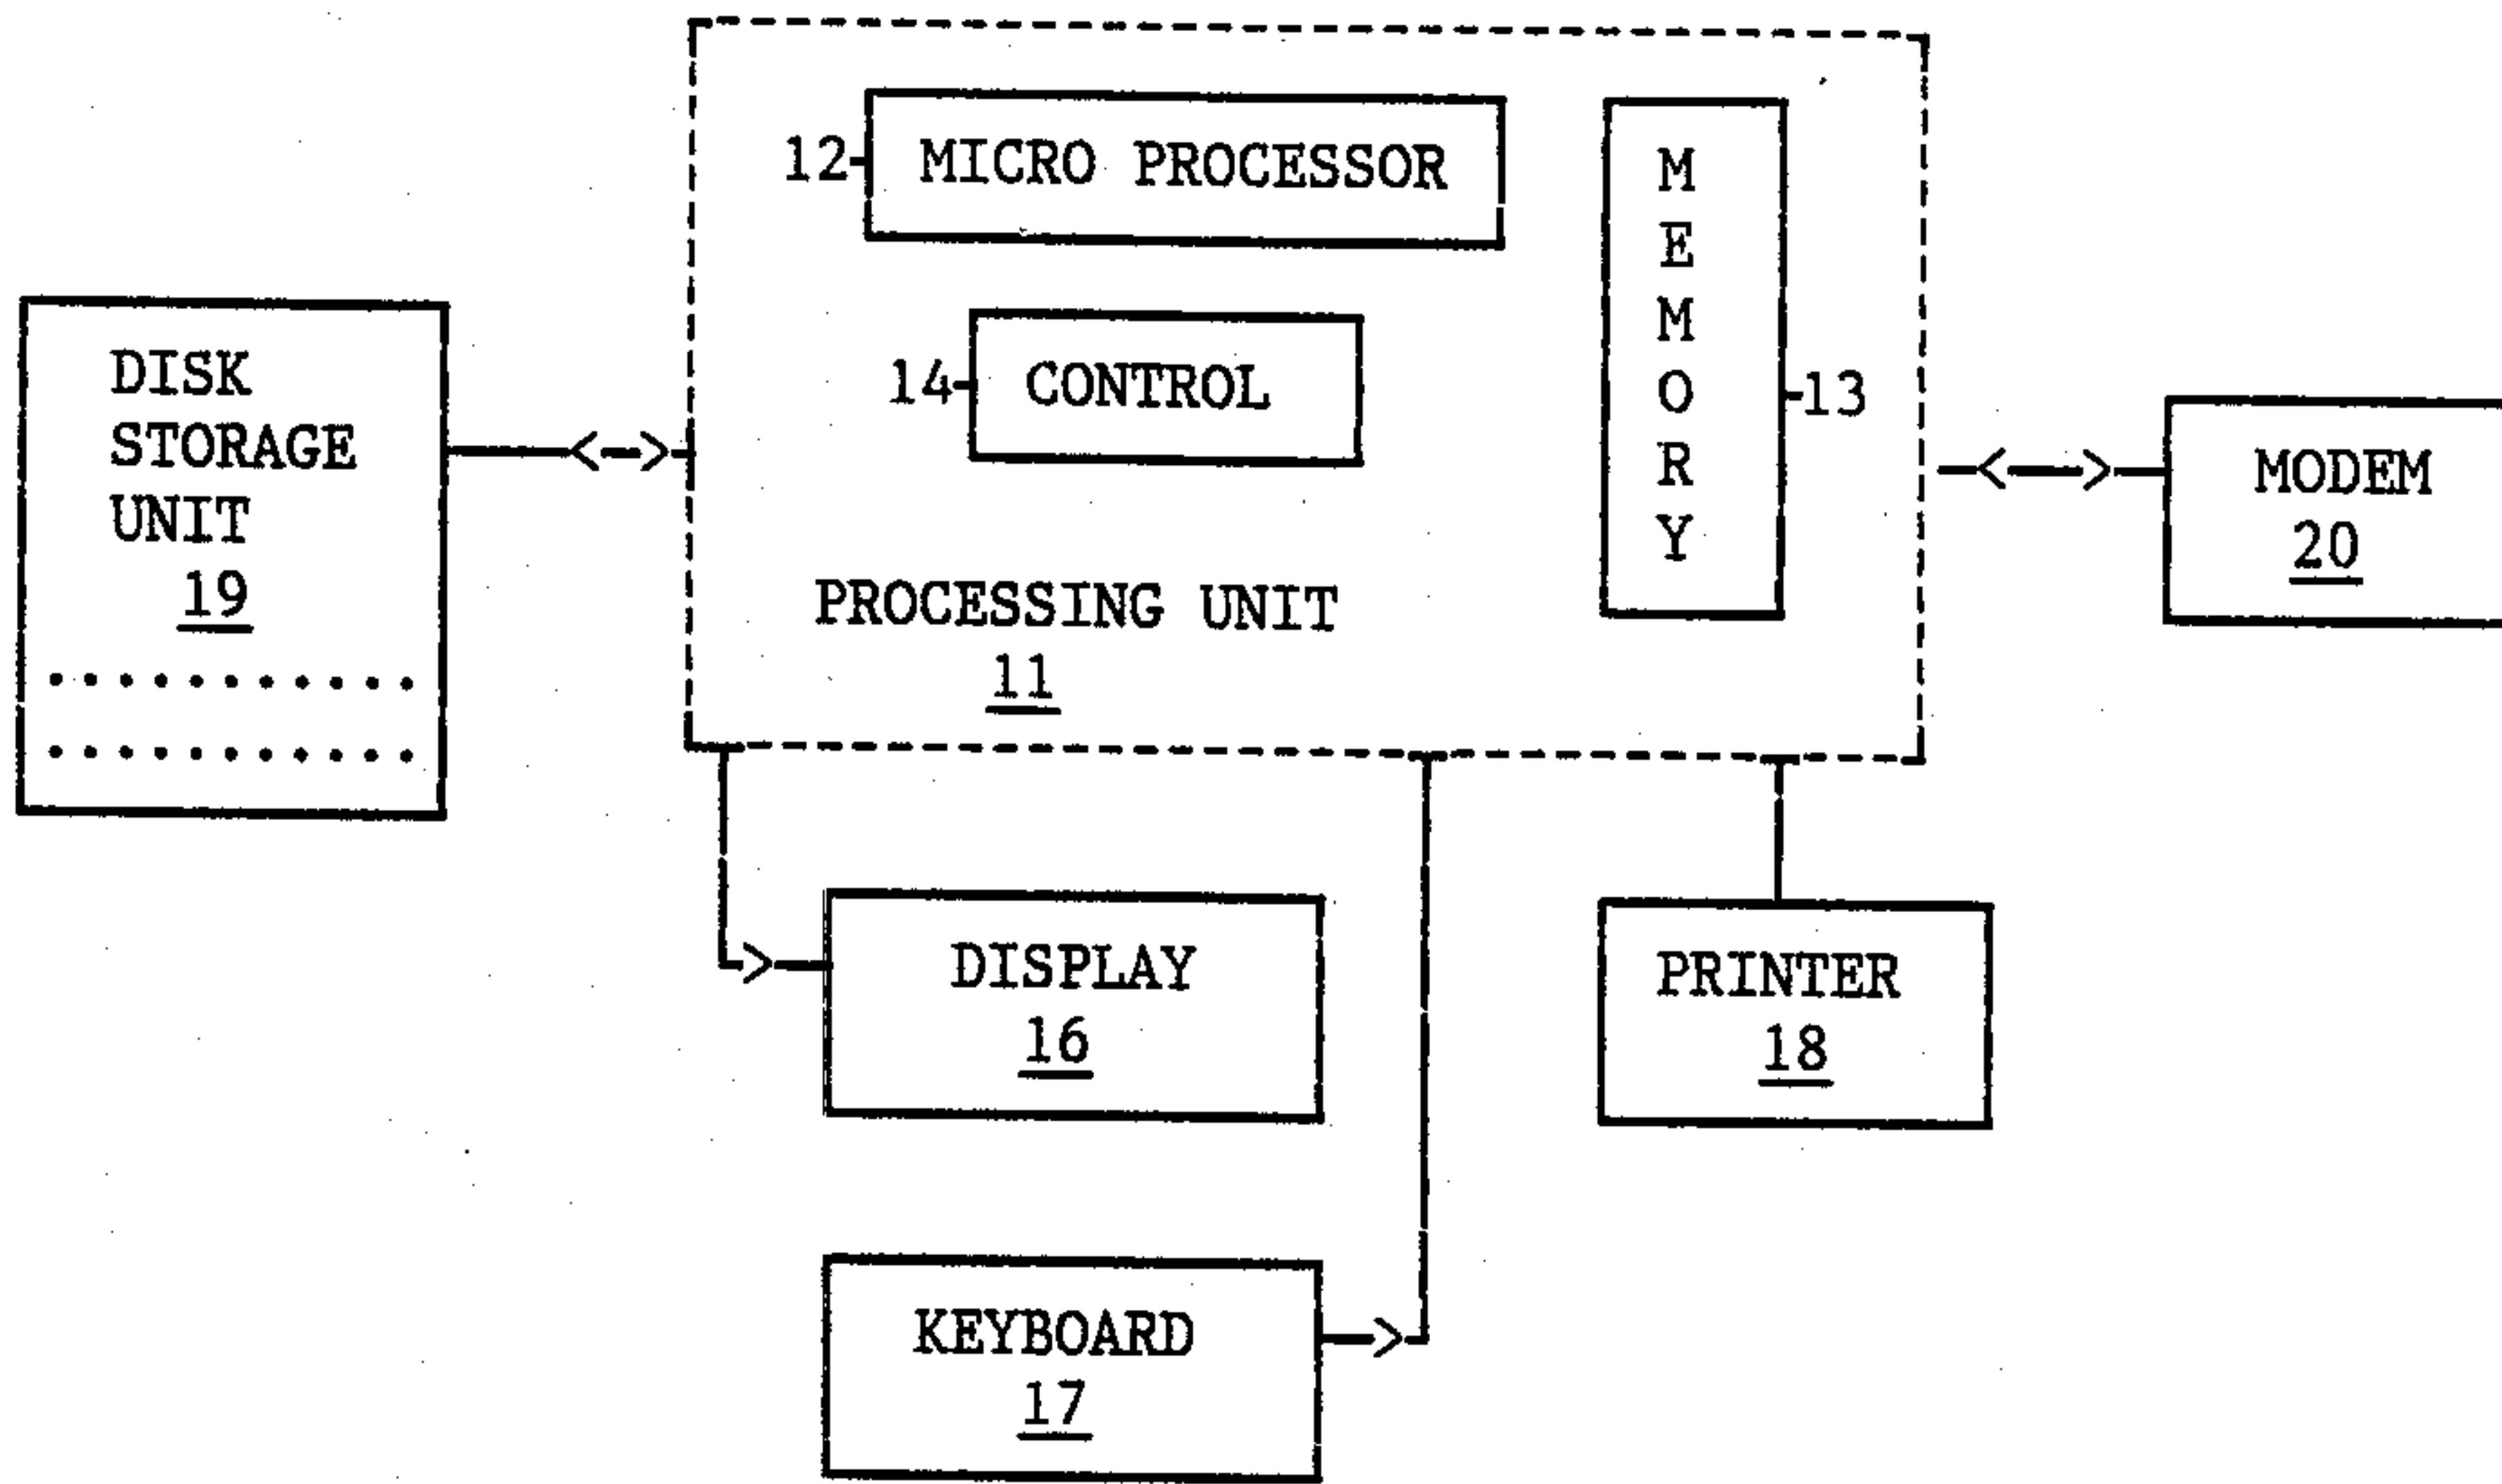 12
MICRO PROCESSOR
M
E
M
O
R
Y
13
14
CONTROL
PROCESSING UNIT
11
DISK
STORAGE
UNIT
19
MODEM
20
DISPLAY
16
PRINTER
18
KEYBOARD
17